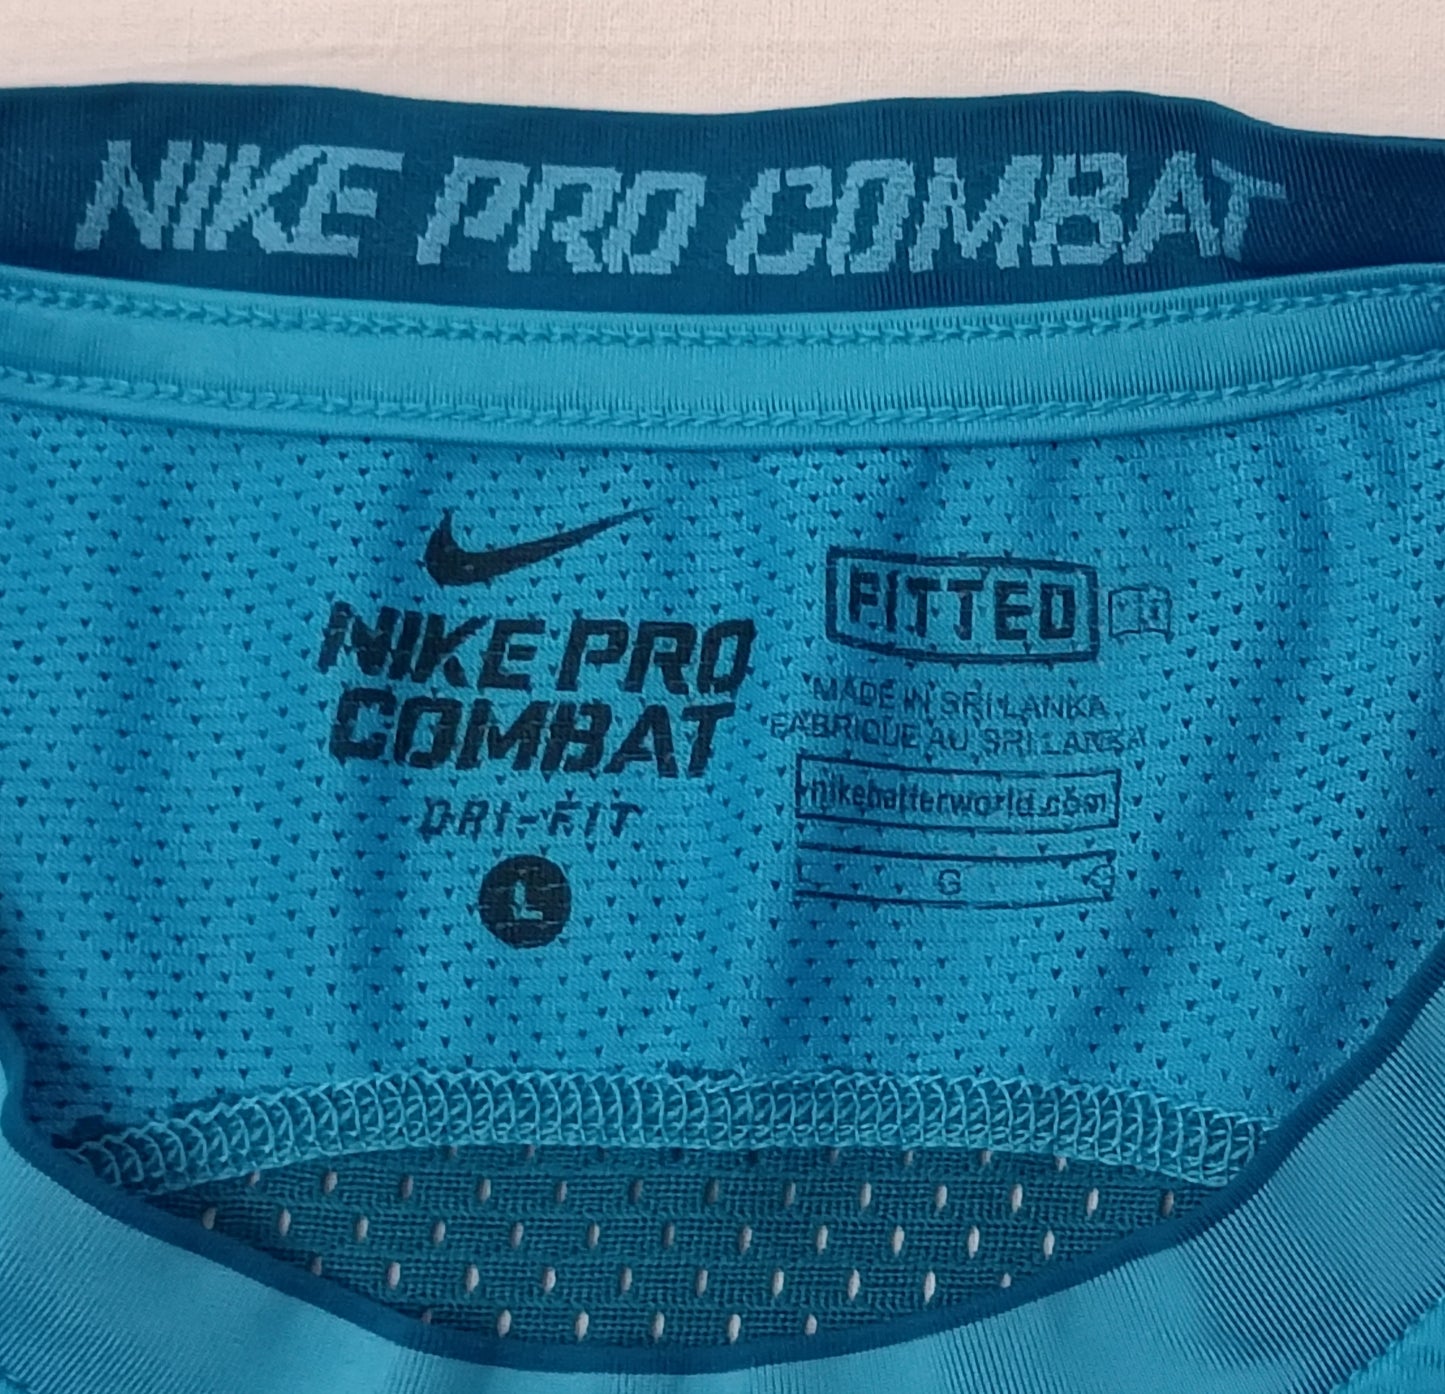 NIKE PRO COMBAT
NIKE PRO
COMBAT
DRI-FIT
L
FITTED
MADE IN SRI LANKA
FABRIQUE AU SRI LANKA
nikebetterworld.com
L G G